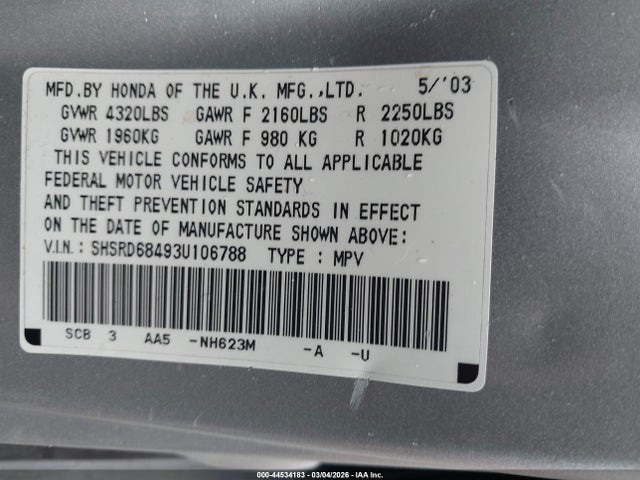 MFD.BY HONDA OF THE U.K. MFG.,LTD. 5/'03
GVWR 4320LBS GAWR F 2160LBS R 2250LBS
GVWR 1960KG GAWR F 980 KG R 1020KG
THIS VEHICLE CONFORMS TO ALL APPLICABLE
FEDERAL MOTOR VEHICLE SAFETY
AND THEFT PREVENTION STANDARDS IN EFFECT
ON THE DATE OF MANUFACTURE SHOWN ABOVE:
V.I.N.: SHSRD68493U106788 TYPE : MPV
SCB 3 AA5 -NH623M -A -U
000-44534183 - 03/04/2026 - IAA Inc.